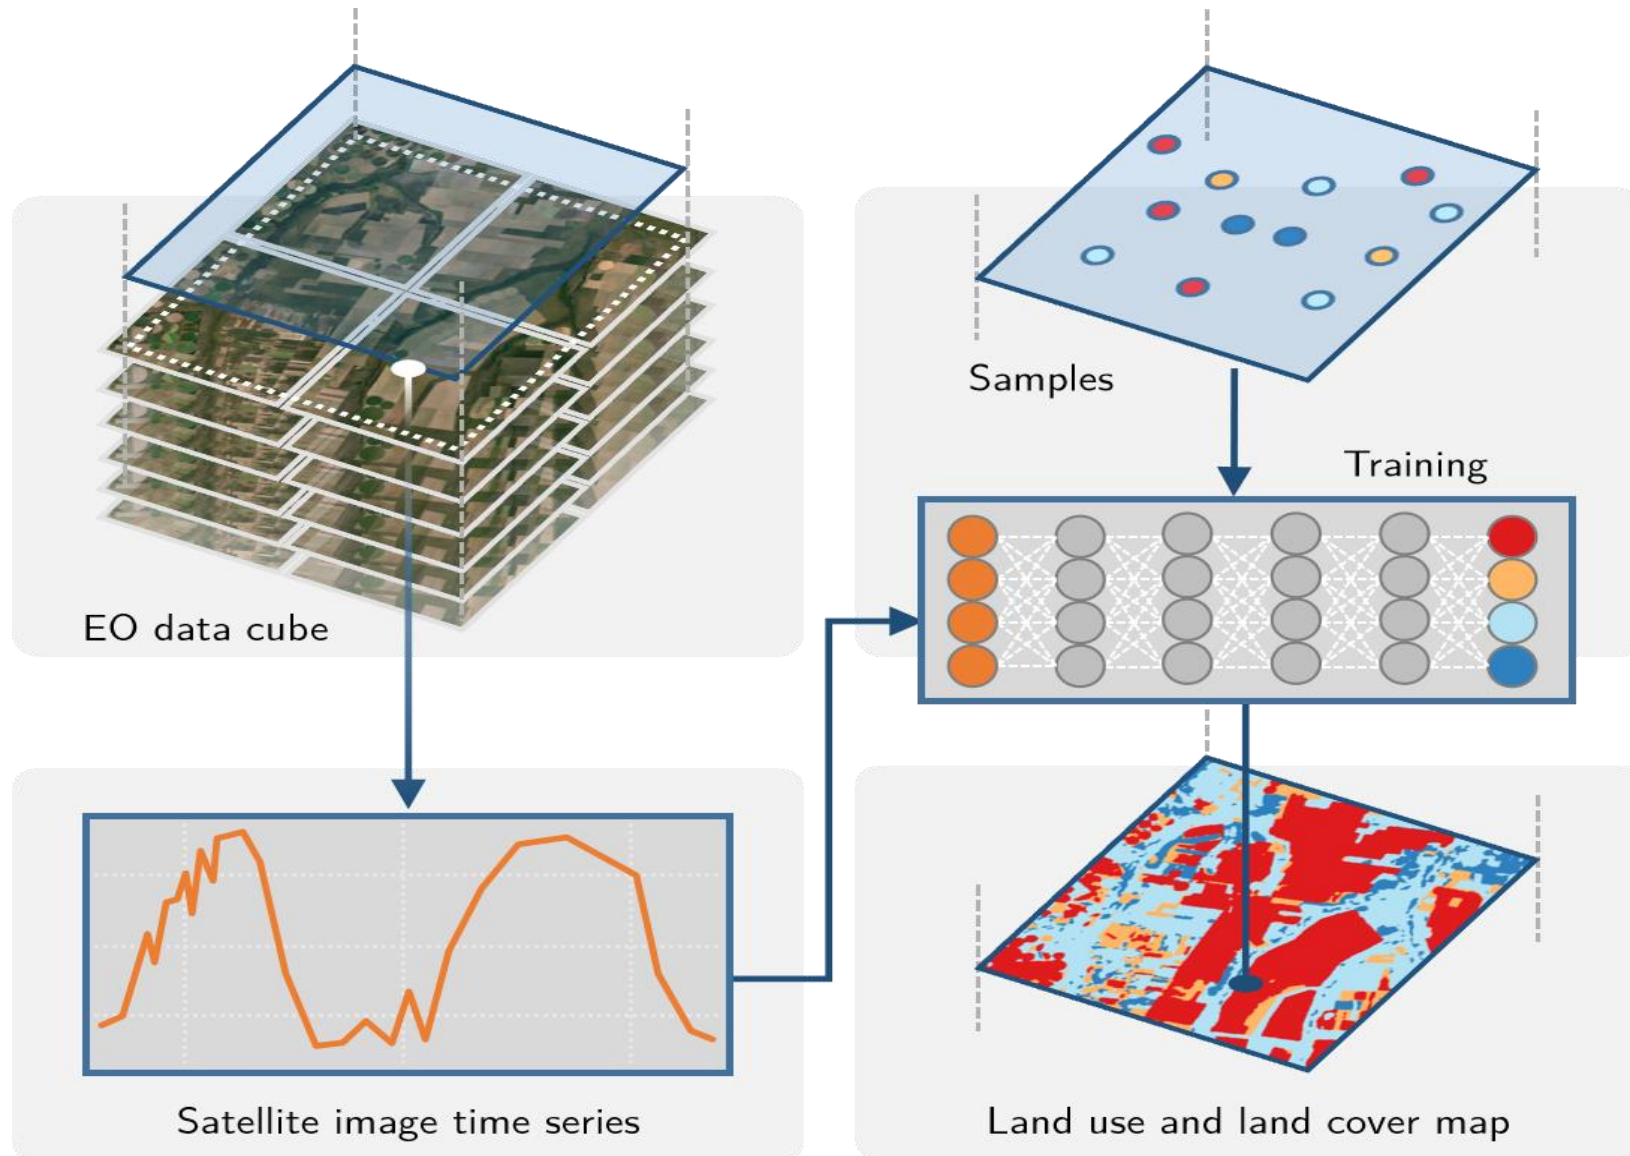 Samples
Training
EO data cube
Satellite image time series
Land use and land cover map